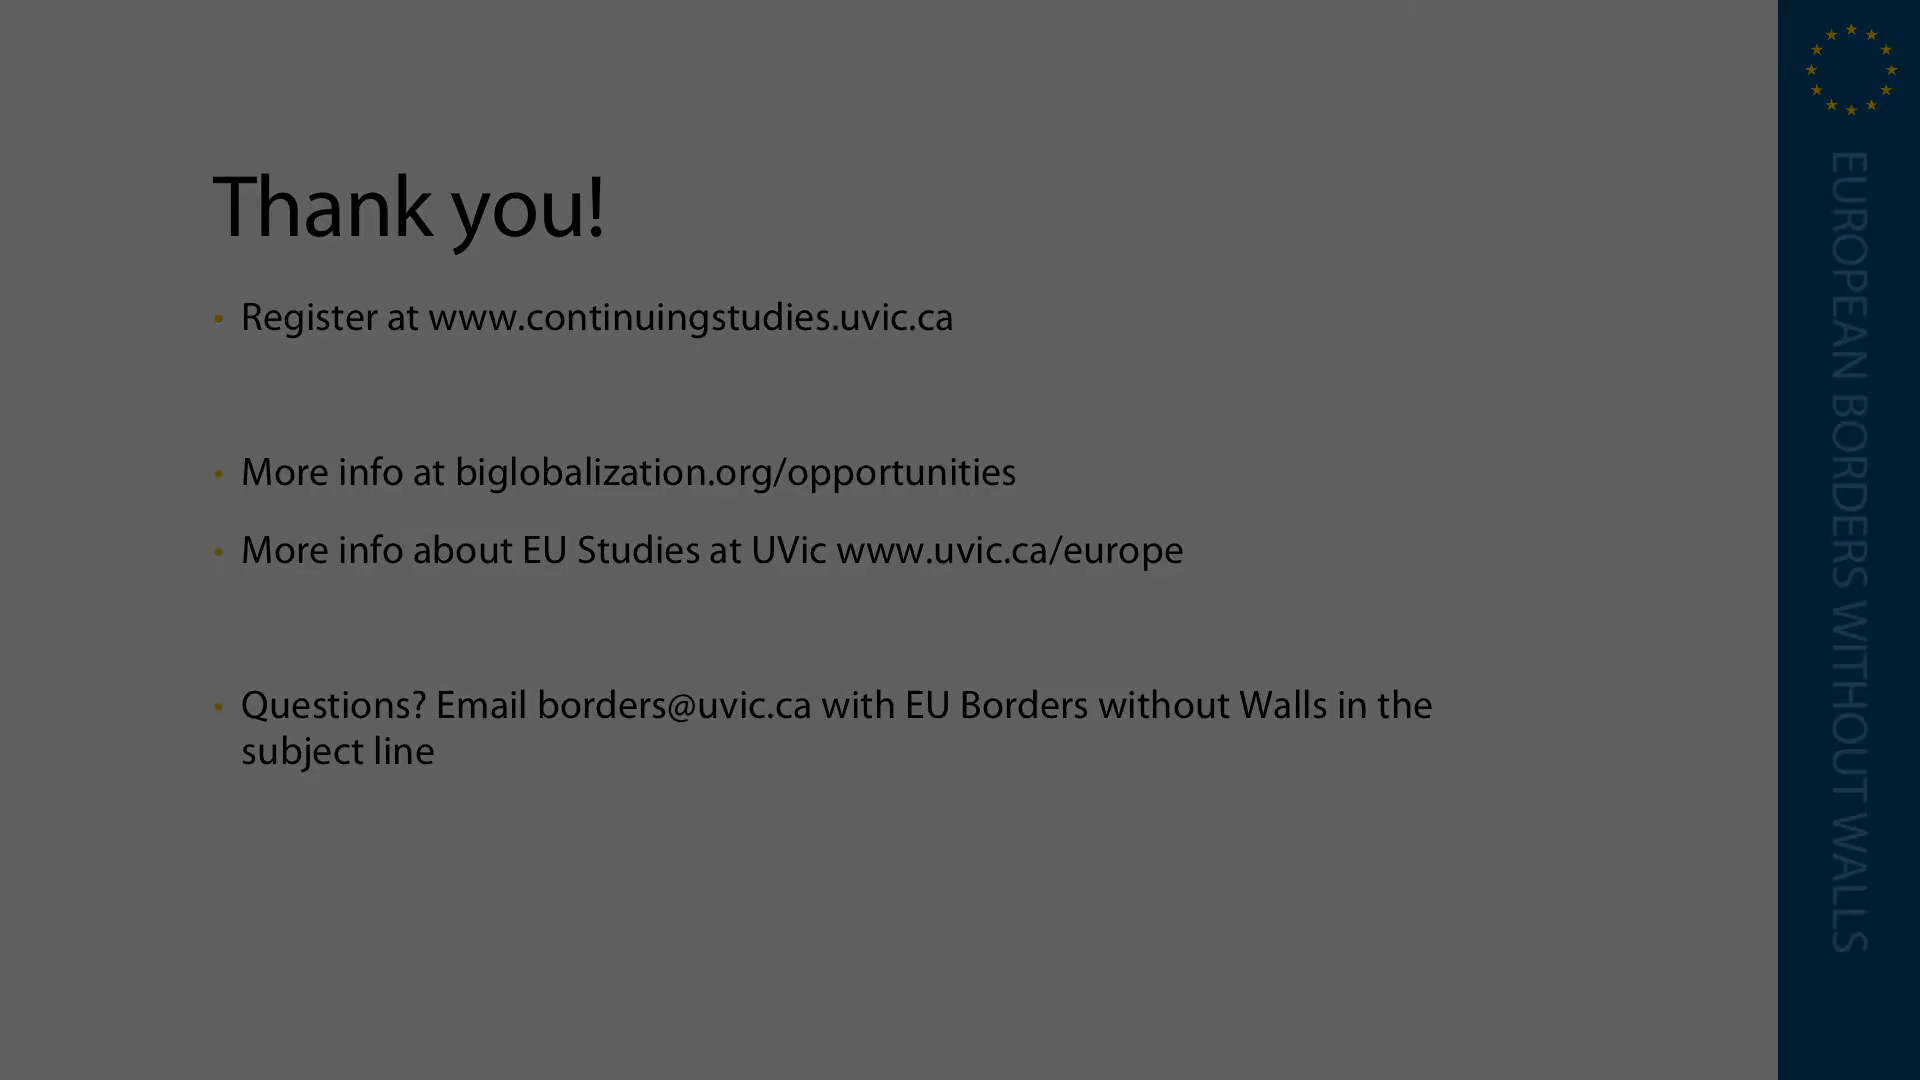 Thank you!
• Register at www.continuingstudies.uvic.ca
• More info at biglobalization.org/opportunities
• More info about EU Studies at UVic www.uvic.ca/europe
• Questions? Email borders@uvic.ca with EU Borders without Walls in the
subject line
EUROPEAN BORDERS WITHOUT WALLS